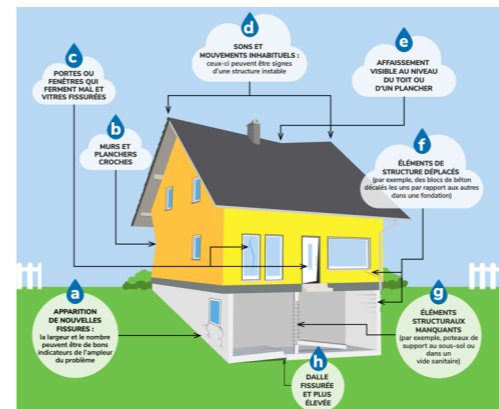 d
SONS ET
MOUVEMENTS INHABITUELS :
ceux-ci peuvent être signes
d'une structure instable
c
PORTES OU
FENÊTRES QUI
FERMENT MAL ET
VITRES FISSURÉES
e
AFFAISSEMENT
VISIBLE AU NIVEAU
DU TOIT OU
D'UN PLANCHER
b
MURS ET
PLANCHERS
CROCHES
f
ÉLÉMENTS DE
STRUCTURE DÉPLACÉS
(par exemple, des blocs de béton
décalés les uns par rapport aux autres
dans une fondation)
a
APPARITION
DE NOUVELLES
FISSURES :
la largeur et le nombre
peuvent être de bons
indicateurs de l'ampleur
du problème
g
ÉLÉMENTS
STRUCTURAUX
MANQUANTS
(par exemple, poteaux de
support au sous-sol ou
dans un
vide sanitaire)
h
DALLE
FISSURÉE
ET PLUS
ÉLEVÉE